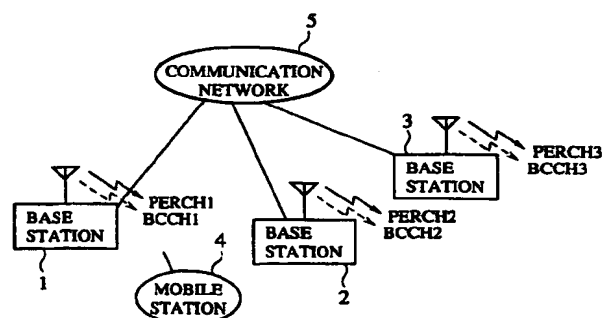 5
COMMUNICATION
NETWORK
3
PERCH3
BCCH3
BASE
STATION
PERCH1
BCCH1
BASE
STATION
1
PERCH2
BCCH2
BASE
STATION
2
4
MOBILE
STATION